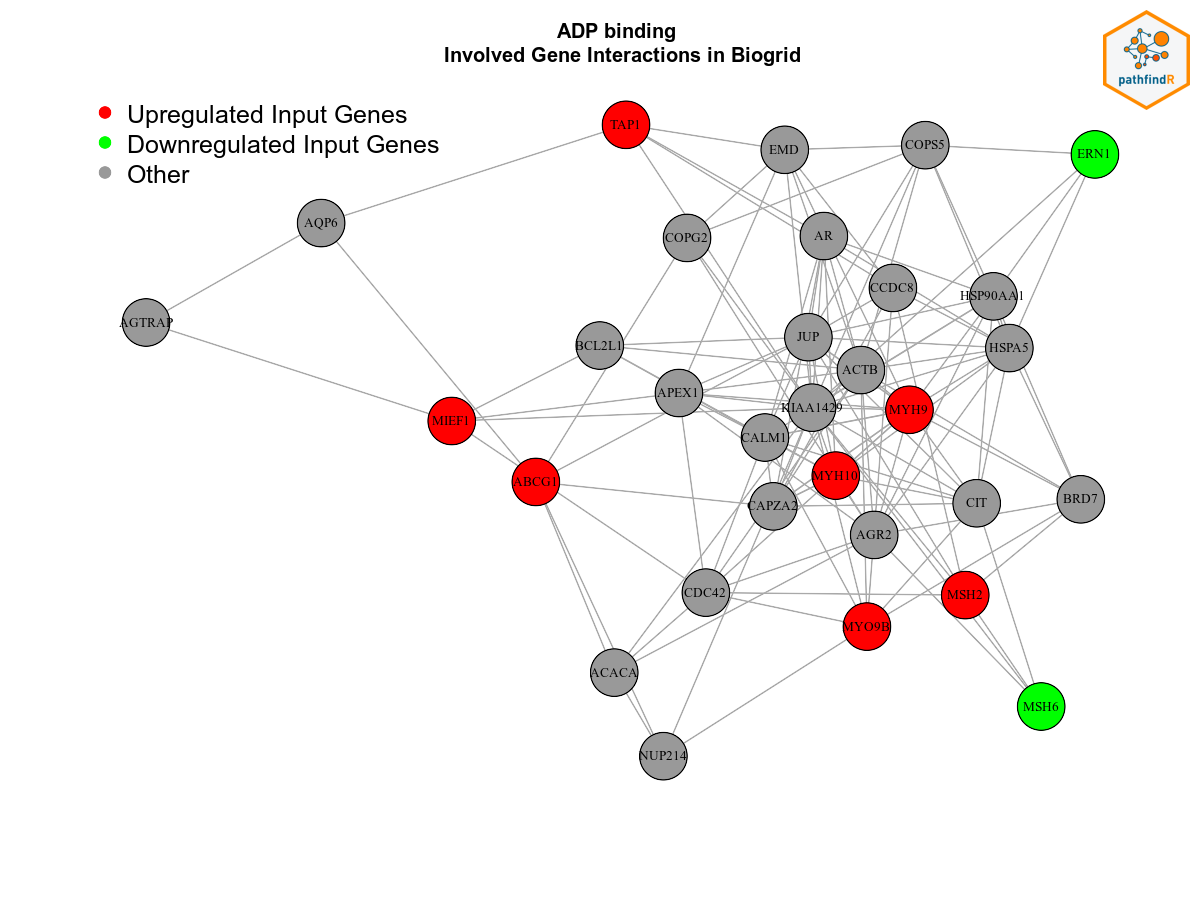 ADP binding
Involved Gene Interactions in Biogrid
pathfindR
Upregulated Input Genes
Downregulated Input Genes
Other
TAP1
EMD
COPS5
ERN1
AQP6
COPG2
AR
CCDC8
HSP90AA1
AGTRAP
BCL2L1
JUP
HSPA5
ACTB
APEX1
KIAA1429
MYH9
MIEF1
CALM1
ABCG1
MYH10
CAPZA2
CIT
BRD7
AGR2
CDC42
MSH2
MYO9B
ACACA
MSH6
NUP214